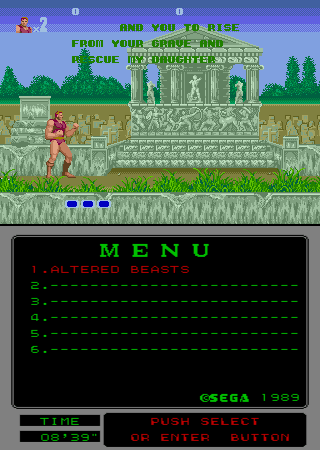 0 0
×2
AND YOU TO RISE
FROM YOUR GRAVE AND
RESCUE MY DAUGHTER
MENU
1.ALTERED BEASTS
2.
3.
4.
5.
6.
©SEGA 1989
TIME
08'39"
PUSH SELECT
OR ENTER BUTTON